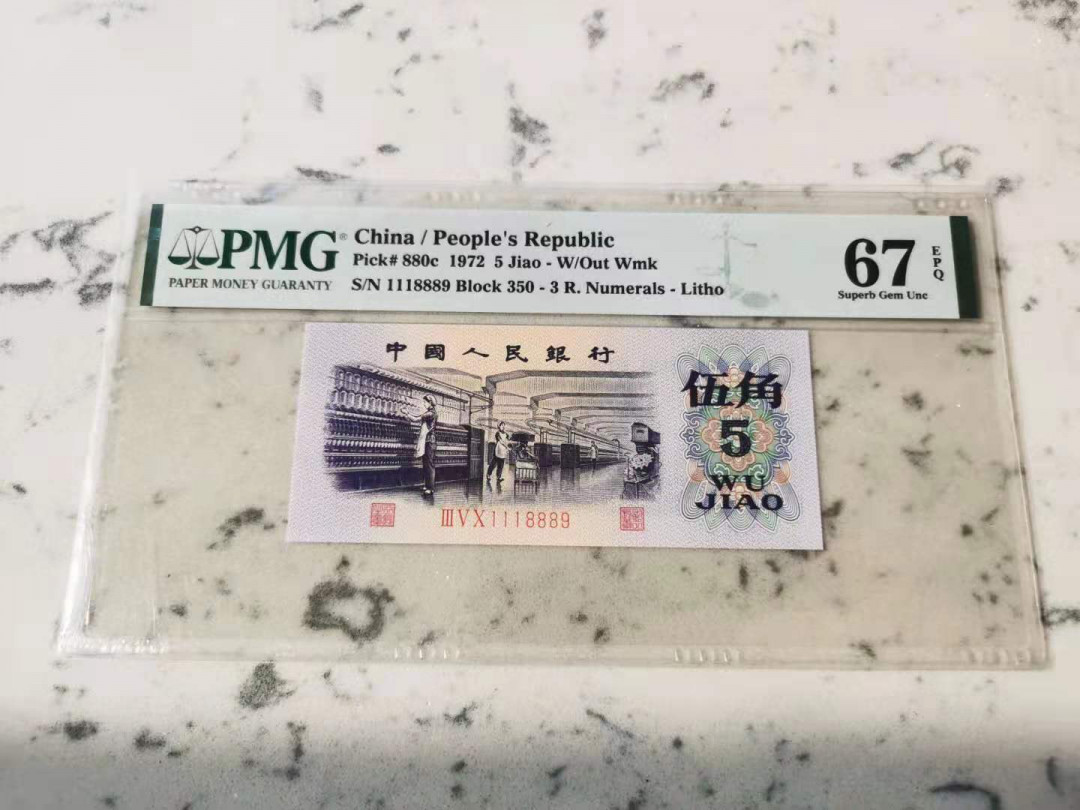 PMG®
PAPER MONEY GUARANTY
China / People's Republic
Pick# 880c 1972 5 Jiao - W/Out Wmk
S/N 1118889 Block 350 - 3 R. Numerals - Litho
67
EPQ
Superb Gem Unc
中國人民銀行
伍角
5
WU
JIAO
ⅢⅤⅩ1118889